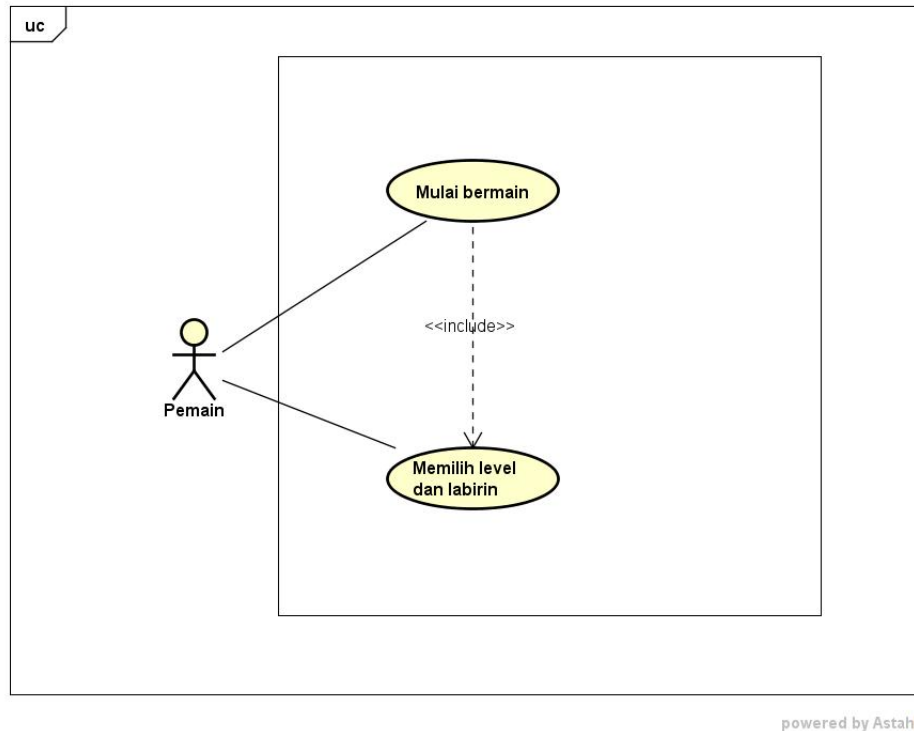 uc
Mulai bermain
<<include>>
Pemain
Memilih level
dan labirin
powered by Astah